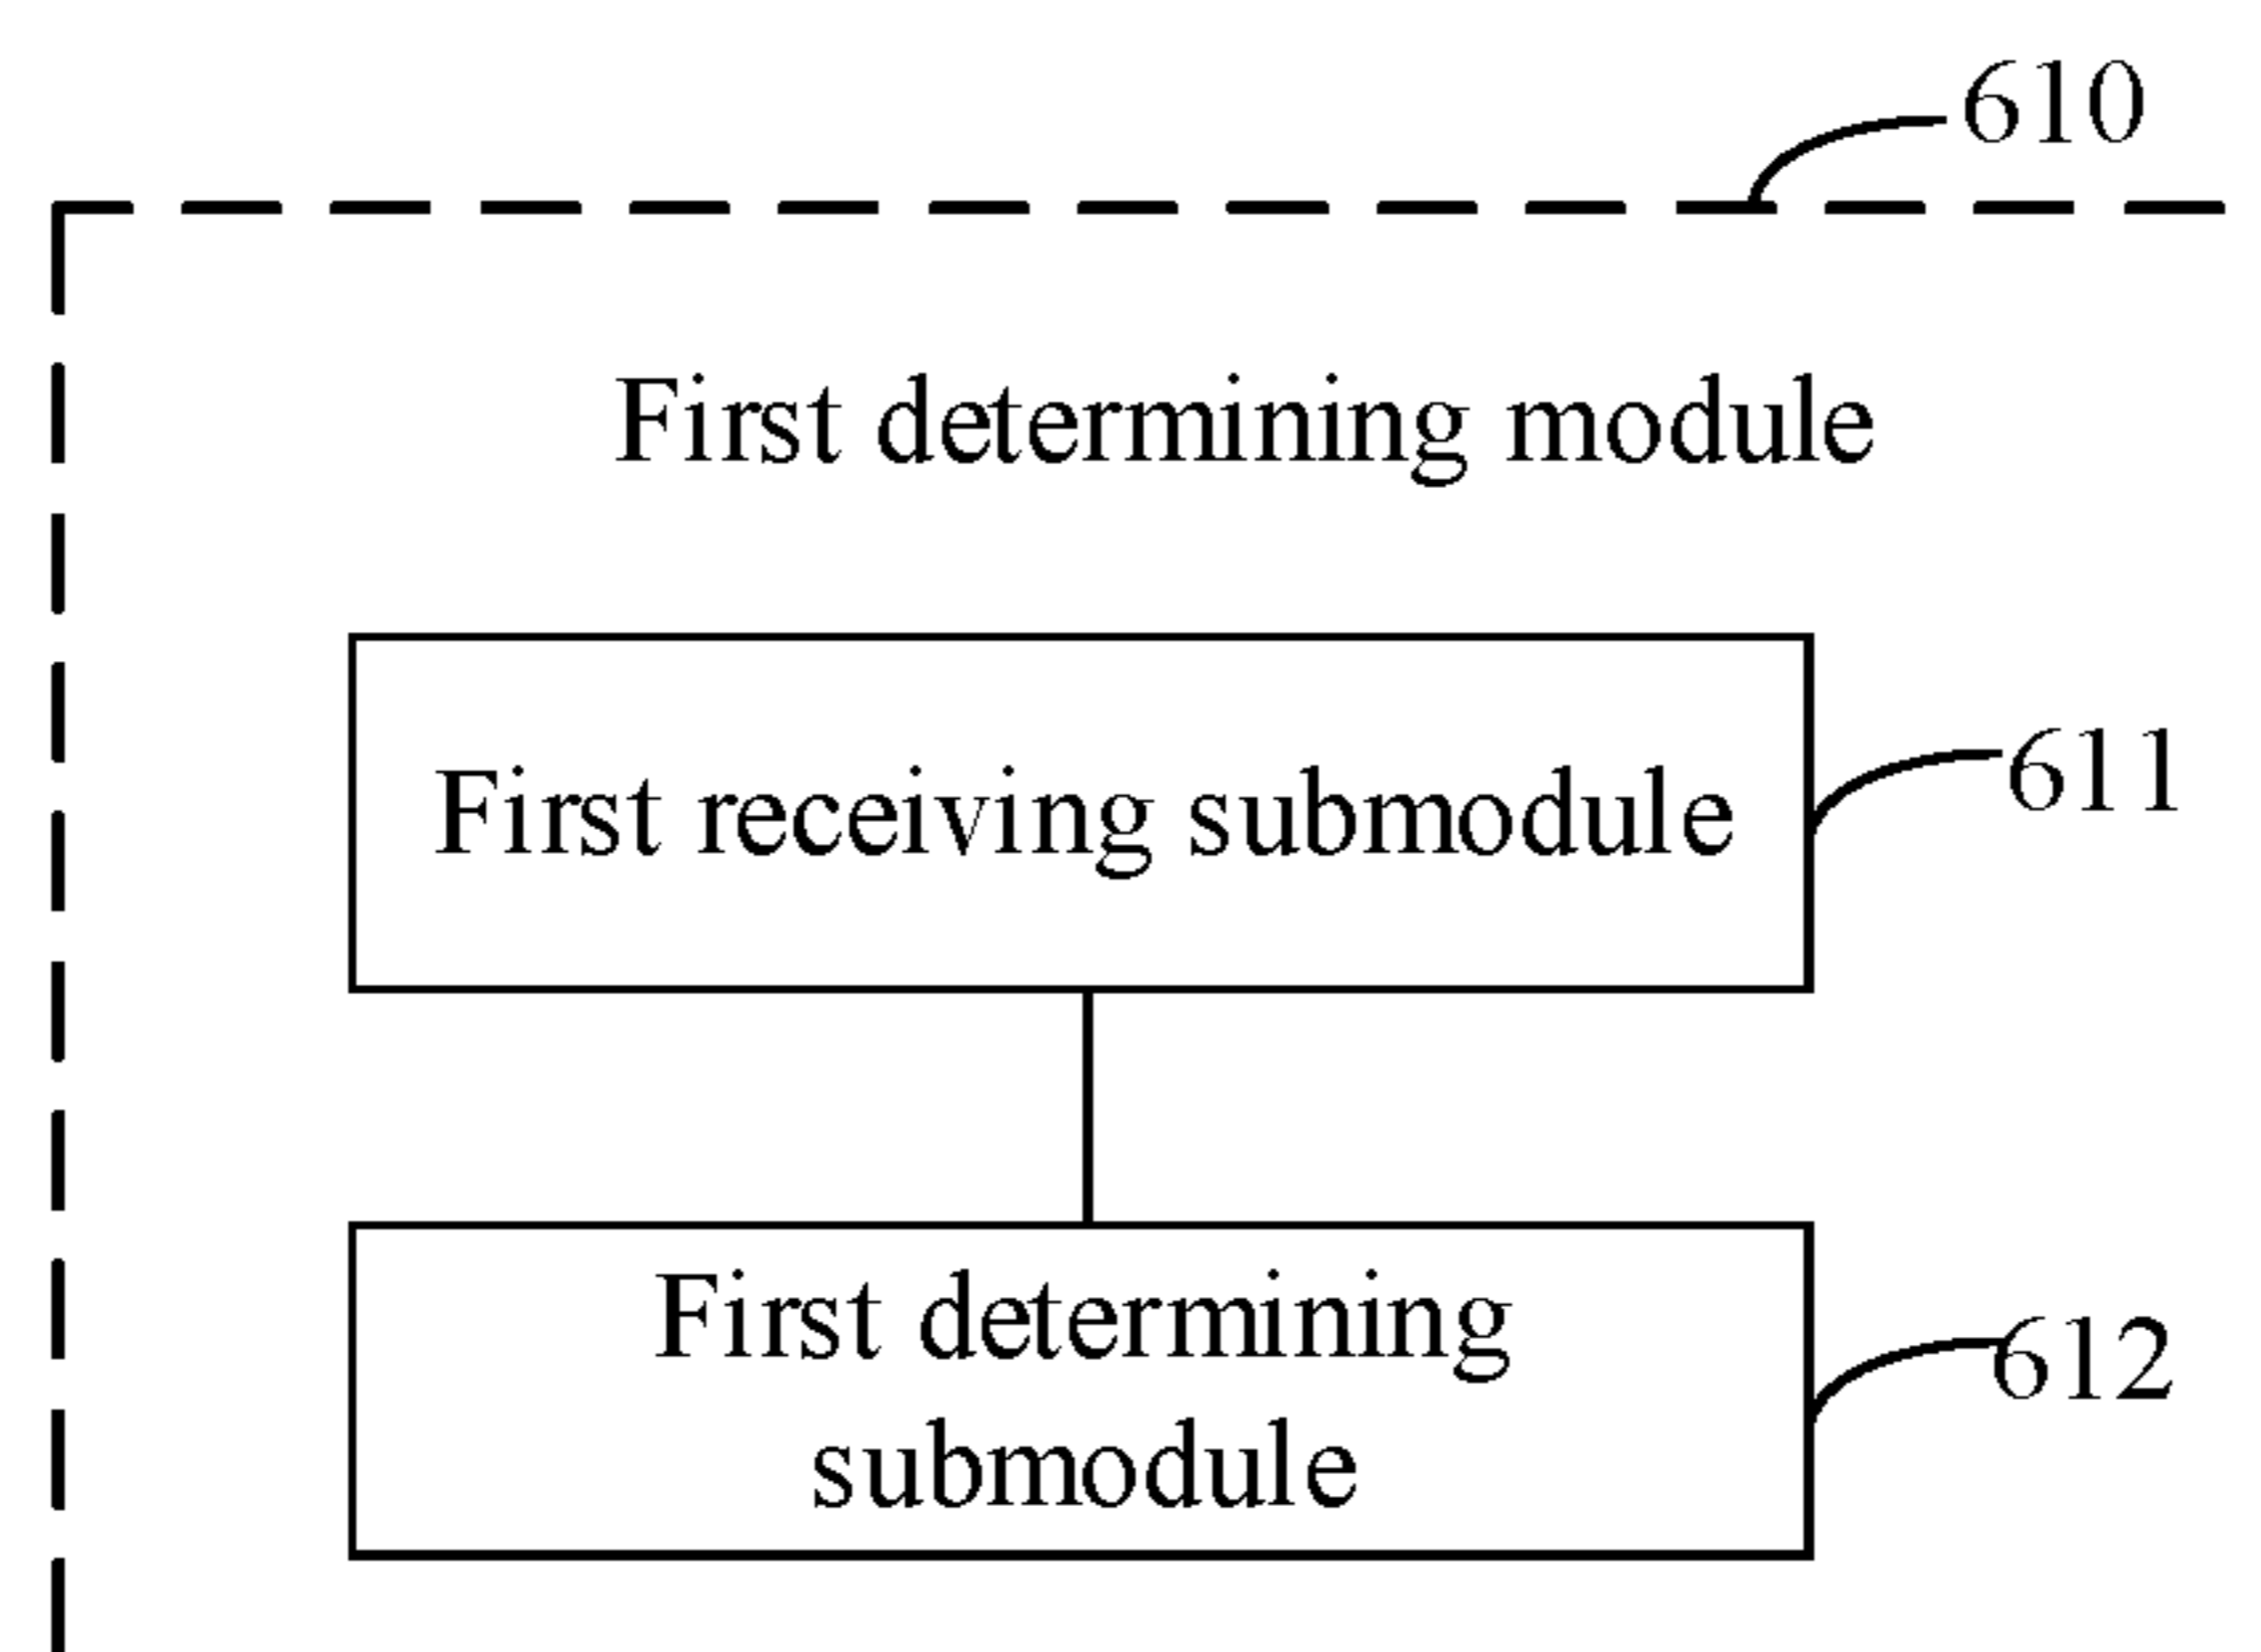 610
First determining module
First receiving submodule
611
First determining
submodule
612